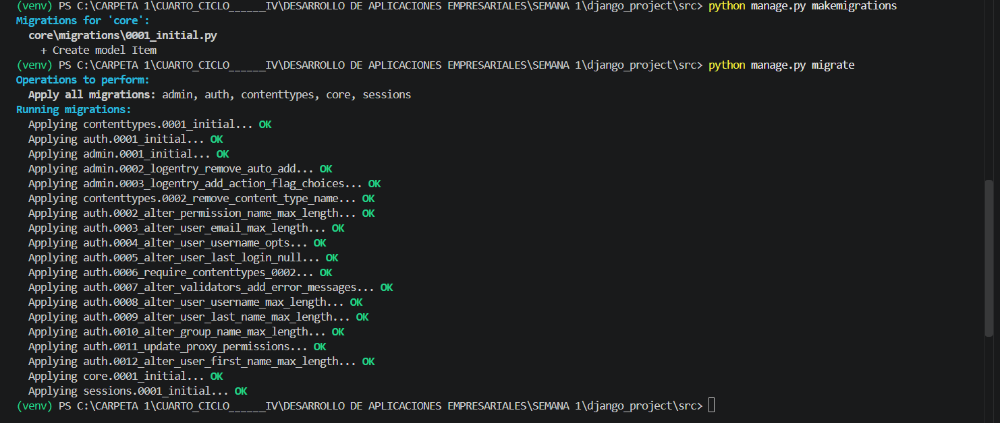 (venv) PS C:\CARPETA 1\CUARTO_CICLO______IV\DESARROLLO DE APLICACIONES EMPRESARIALES\SEMANA 1\django_project\src> python manage.py makemigrations
Migrations for 'core':
core\migrations\0001_initial.py
+ Create model Item
(venv) PS C:\CARPETA 1\CUARTO_CICLO______IV\DESARROLLO DE APLICACIONES EMPRESARIALES\SEMANA 1\django_project\src> python manage.py migrate
Operations to perform:
Apply all migrations: admin, auth, contenttypes, core, sessions
Running migrations:
Applying contenttypes.0001_initial... OK
Applying auth.0001_initial... OK
Applying admin.0001_initial... OK
Applying admin.0002_logentry_remove_auto_add... OK
Applying admin.0003_logentry_add_action_flag_choices... OK
Applying contenttypes.0002_remove_content_type_name... OK
Applying auth.0002_alter_permission_name_max_length... OK
Applying auth.0003_alter_user_email_max_length... OK
Applying auth.0004_alter_user_username_opts... OK
Applying auth.0005_alter_user_last_login_null... OK
Applying auth.0006_require_contenttypes_0002... OK
Applying auth.0007_alter_validators_add_error_messages... OK
Applying auth.0008_alter_user_username_max_length... OK
Applying auth.0009_alter_user_last_name_max_length... OK
Applying auth.0010_alter_group_name_max_length... OK
Applying auth.0011_update_proxy_permissions... OK
Applying auth.0012_alter_user_first_name_max_length... OK
Applying core.0001_initial... OK
Applying sessions.0001_initial... OK
(venv) PS C:\CARPETA 1\CUARTO_CICLO______IV\DESARROLLO DE APLICACIONES EMPRESARIALES\SEMANA 1\django_project\src>